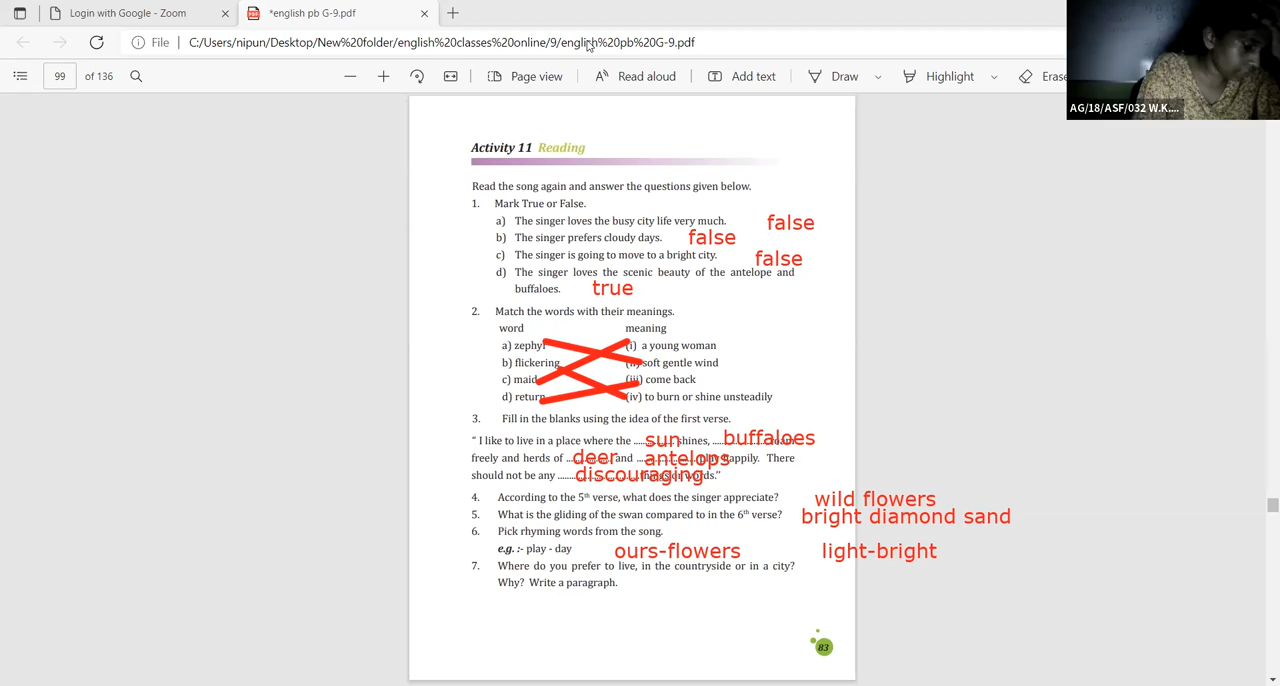 Login with Google - Zoom
*english pb G-9.pdf
File
C:/Users/nipun/Desktop/New%20folder/english%20classes%20online/9/english%20pb%20G-9.pdf
99 of 136
Page view
Read aloud
Add text
Draw
Highlight
Erase
AG/18/ASF/032 W.K....
Activity 11 Reading
Read the song again and answer the questions given below.
1. Mark True or False.
a) The singer loves the busy city life very much. false
b) The singer prefers cloudy days. false
c) The singer is going to move to a bright city. false
d) The singer loves the scenic beauty of the antelope and
buffaloes. true
2. Match the words with their meanings.
word meaning
a) zephyr (i) a young woman
b) flickering (ii) soft gentle wind
c) maid (iii) come back
d) return (iv) to burn or shine unsteadily
3. Fill in the blanks using the idea of the first verse.
“ I like to live in a place where the ... sun shines, ... buffaloes roam
freely and herds of ... deer and ... antelops play happily. There
should not be any ... discouraging things or words.”
4. According to the 5th verse, what does the singer appreciate? wild flowers
5. What is the gliding of the swan compared to in the 6th verse? bright diamond sand
6. Pick rhyming words from the song.
e.g. :- play - day ours-flowers light-bright
7. Where do you prefer to live, in the countryside or in a city?
Why? Write a paragraph.
83